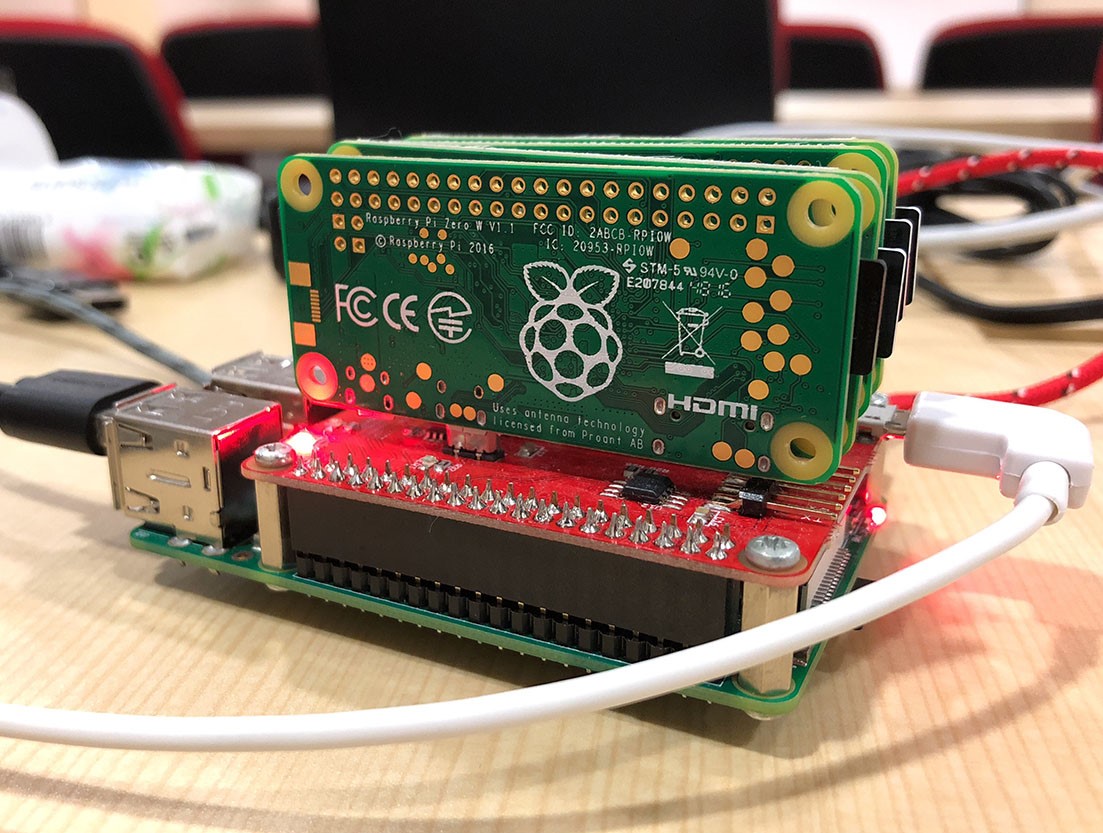 Raspberry Pi Zero W V1.1 FCC ID: 2ABCB-RPI0W
IC: 20953-RPI0W
© Raspberry Pi 2016
STM-5 94V-0
E207844 4816
FC CE
HDMI
Uses antenna technology
licensed from Proant AB